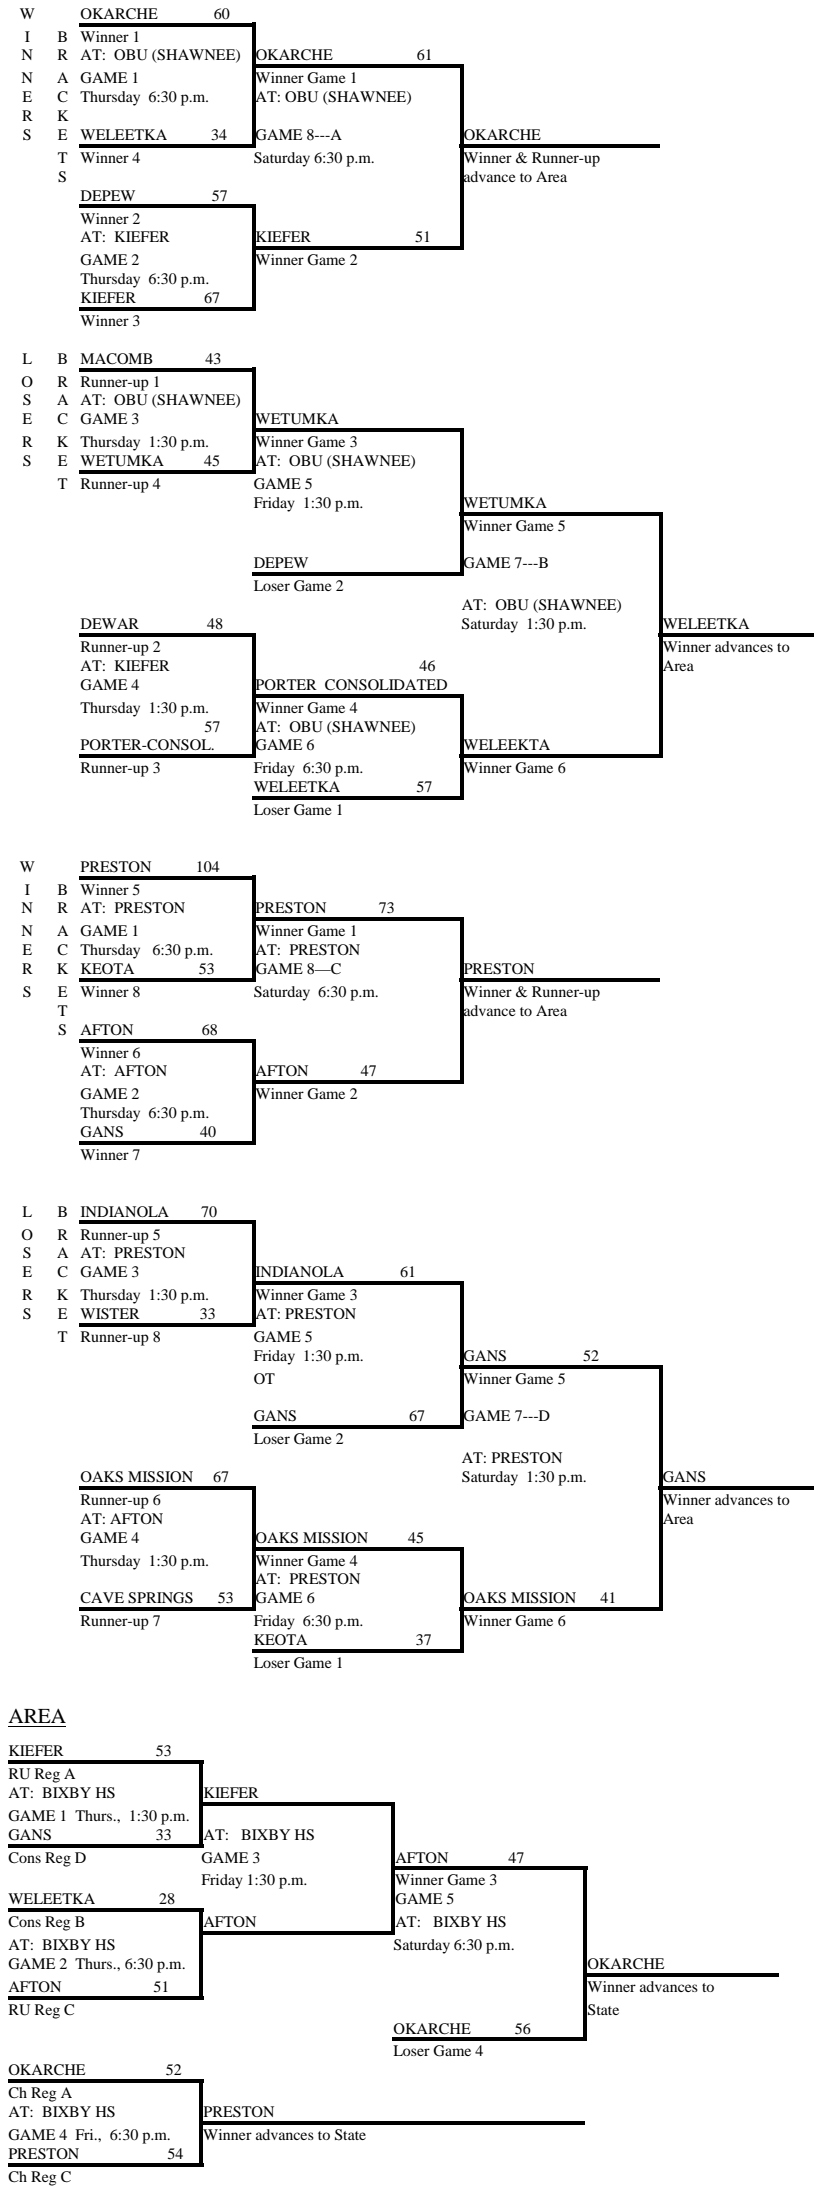 W OKARCHE 60
I B Winner 1
N R AT: OBU (SHAWNEE) OKARCHE 61
N A GAME 1 Winner Game 1
E C Thursday 6:30 p.m. AT: OBU (SHAWNEE)
R K
S E WELEETKA 34 GAME 8---A OKARCHE
T Winner 4 Saturday 6:30 p.m. Winner & Runner-up
S advance to Area
DEPEW 57
Winner 2
AT: KIEFER KIEFER 51
GAME 2 Winner Game 2
Thursday 6:30 p.m.
KIEFER 67
Winner 3
L B MACOMB 43
O R Runner-up 1
S A AT: OBU (SHAWNEE)
E C GAME 3 WETUMKA
R K Thursday 1:30 p.m. Winner Game 3
S E WETUMKA 45 AT: OBU (SHAWNEE)
T Runner-up 4 GAME 5
Friday 1:30 p.m. WETUMKA
Winner Game 5
DEPEW GAME 7---B
Loser Game 2
AT: OBU (SHAWNEE)
DEWAR 48 Saturday 1:30 p.m. WELEETKA
Runner-up 2 Winner advances to
AT: KIEFER 46 Area
GAME 4 PORTER CONSOLIDATED
Thursday 1:30 p.m. Winner Game 4
57 AT: OBU (SHAWNEE)
PORTER-CONSOL. GAME 6 WELEEKTA
Runner-up 3 Friday 6:30 p.m. Winner Game 6
WELEETKA 57
Loser Game 1
W PRESTON 104
I B Winner 5
N R AT: PRESTON PRESTON 73
N A GAME 1 Winner Game 1
E C Thursday 6:30 p.m. AT: PRESTON
R K KEOTA 53 GAME 8—C PRESTON
S E Winner 8 Saturday 6:30 p.m. Winner & Runner-up
T advance to Area
S AFTON 68
Winner 6
AT: AFTON AFTON 47
GAME 2 Winner Game 2
Thursday 6:30 p.m.
GANS 40
Winner 7
L B INDIANOLA 70
O R Runner-up 5
S A AT: PRESTON
E C GAME 3 INDIANOLA 61
R K Thursday 1:30 p.m. Winner Game 3
S E WISTER 33 AT: PRESTON
T Runner-up 8 GAME 5
Friday 1:30 p.m. GANS 52
OT Winner Game 5
GANS 67 GAME 7---D
Loser Game 2
AT: PRESTON
OAKS MISSION 67 Saturday 1:30 p.m. GANS
Runner-up 6 Winner advances to
AT: AFTON Area
GAME 4 OAKS MISSION 45
Thursday 1:30 p.m. Winner Game 4
AT: PRESTON
CAVE SPRINGS 53 GAME 6 OAKS MISSION 41
Runner-up 7 Friday 6:30 p.m. Winner Game 6
KEOTA 37
Loser Game 1
AREA
KIEFER 53
RU Reg A
AT: BIXBY HS KIEFER
GAME 1 Thurs., 1:30 p.m.
GANS 33 AT: BIXBY HS
Cons Reg D GAME 3 AFTON 47
Friday 1:30 p.m. Winner Game 3
WELEETKA 28 GAME 5
Cons Reg B AFTON AT: BIXBY HS
AT: BIXBY HS Saturday 6:30 p.m.
GAME 2 Thurs., 6:30 p.m. OKARCHE
AFTON 51 Winner advances to
RU Reg C State
OKARCHE 56
Loser Game 4
OKARCHE 52
Ch Reg A
AT: BIXBY HS PRESTON
GAME 4 Fri., 6:30 p.m. Winner advances to State
PRESTON 54
Ch Reg C